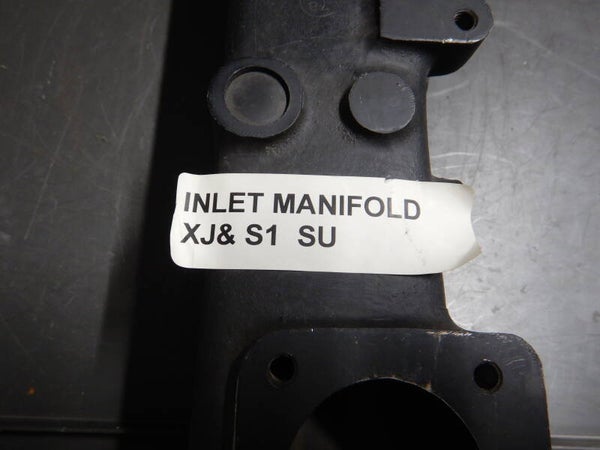 INLET MANIFOLD
XJ& S1 SU